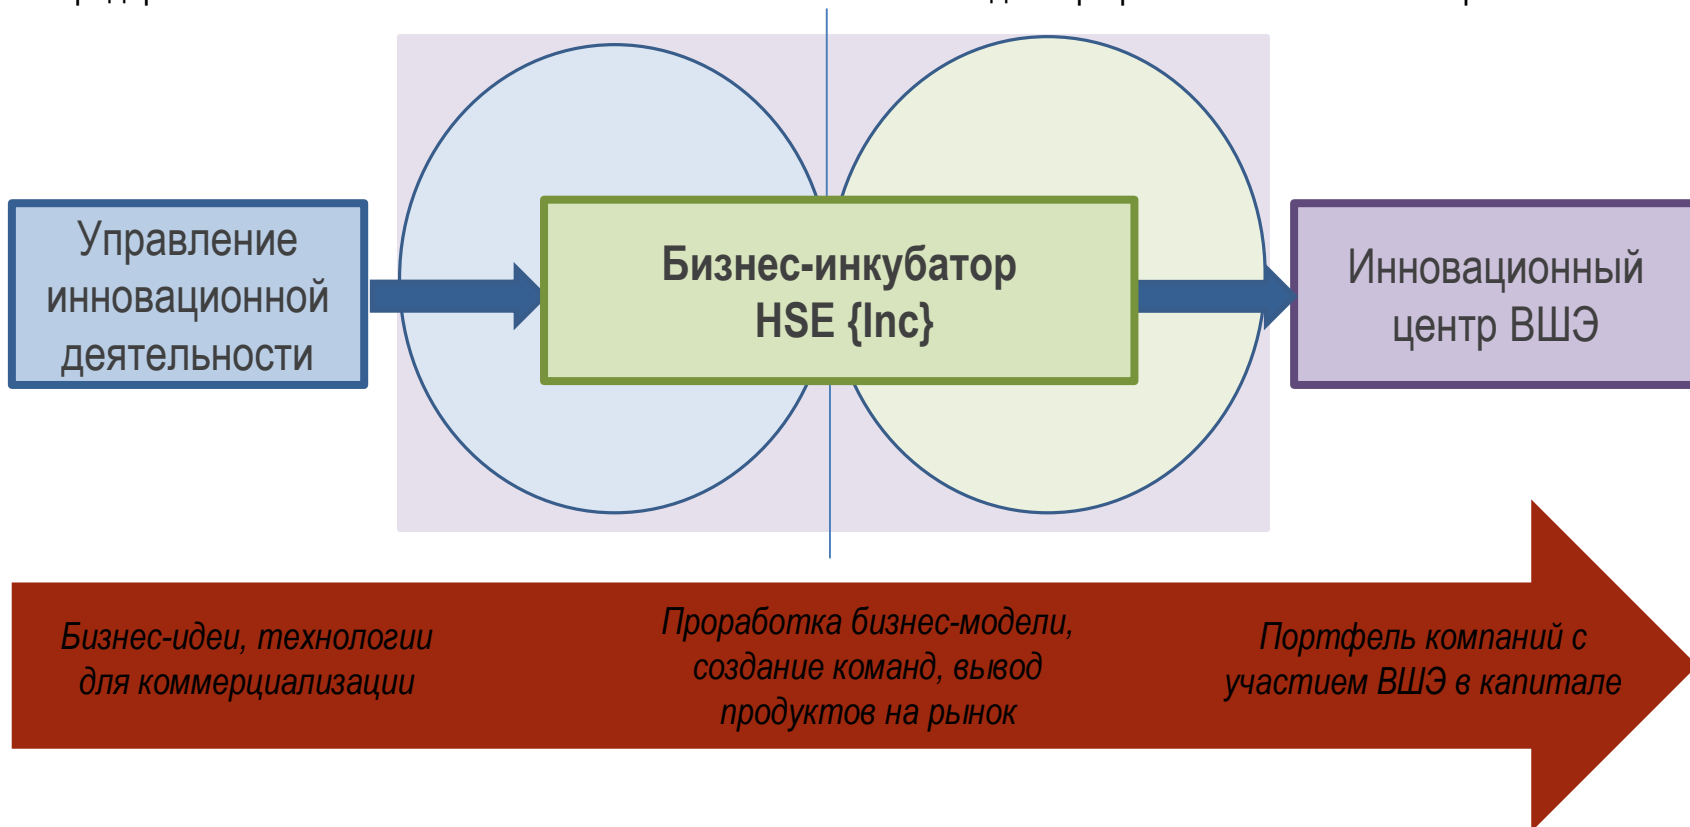 Управление
инновационной
деятельности
Бизнес-инкубатор
HSE {Inc}
Инновационный
центр ВШЭ
Бизнес-идеи, технологии
для коммерциализации
Проработка бизнес-модели,
создание команд, вывод
продуктов на рынок
Портфель компаний с
участием ВШЭ в капитале